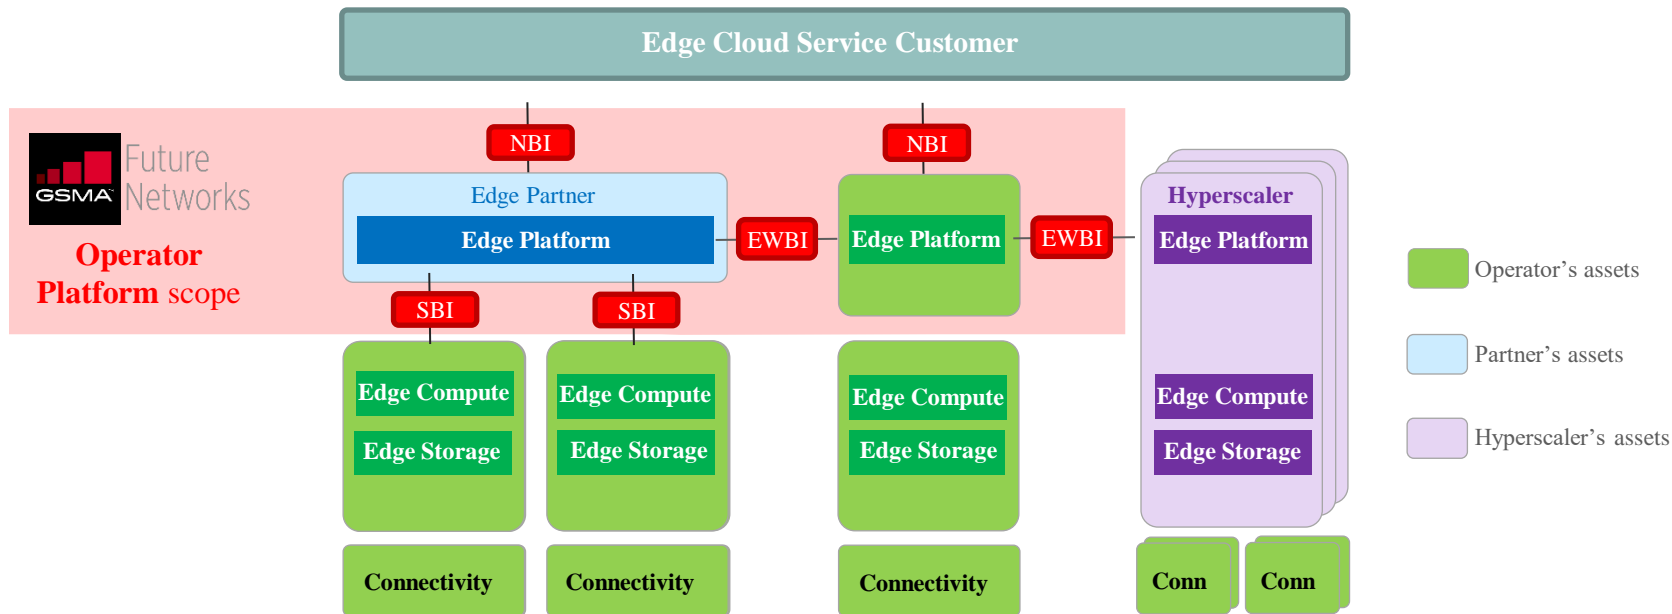 Edge Cloud Service Customer
NBI
NBI
GSMA™
Future
Networks
Operator
Platform scope
Edge Partner
Edge Platform
EWBI
Edge Platform
EWBI
Hyperscaler
Edge Platform
SBI
SBI
Edge Compute
Edge Storage
Edge Compute
Edge Storage
Edge Compute
Edge Storage
Edge Compute
Edge Storage
Connectivity
Connectivity
Connectivity
Conn
Conn
Operator’s assets
Partner’s assets
Hyperscaler’s assets